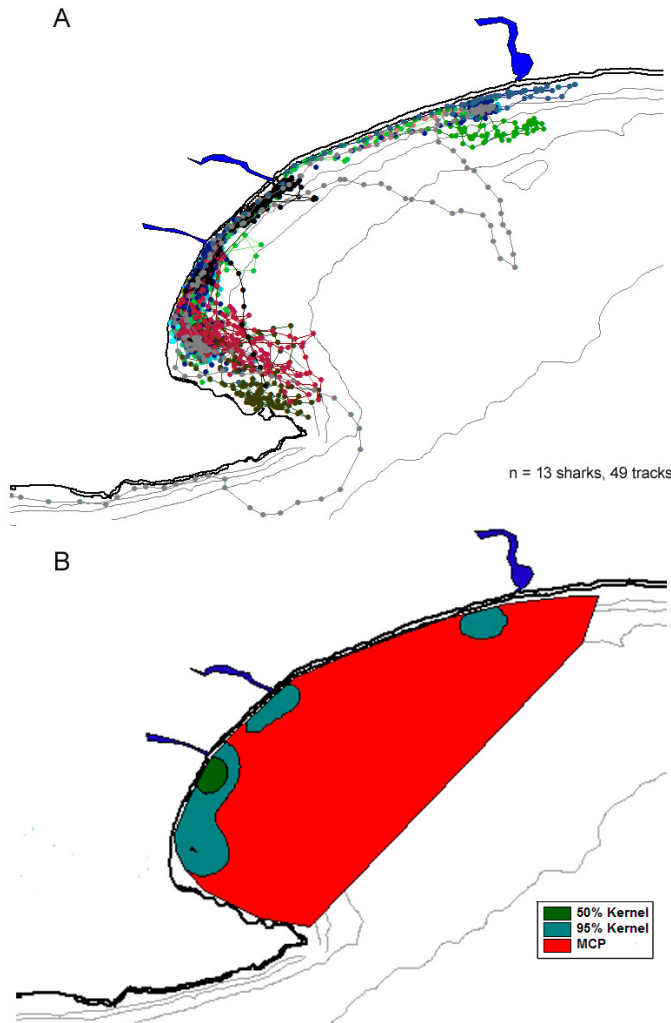 A
n = 13 sharks, 49 tracks
B
50% Kernel
95% Kernel
MCP